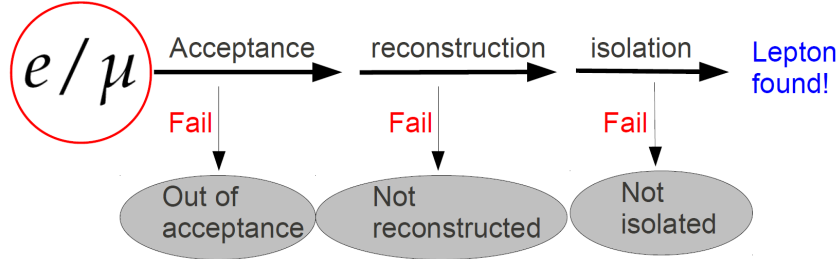 e / μ
Acceptance
reconstruction
isolation
Lepton
found!
Fail
Fail
Fail
Out of
acceptance
Not
reconstructed
Not
isolated